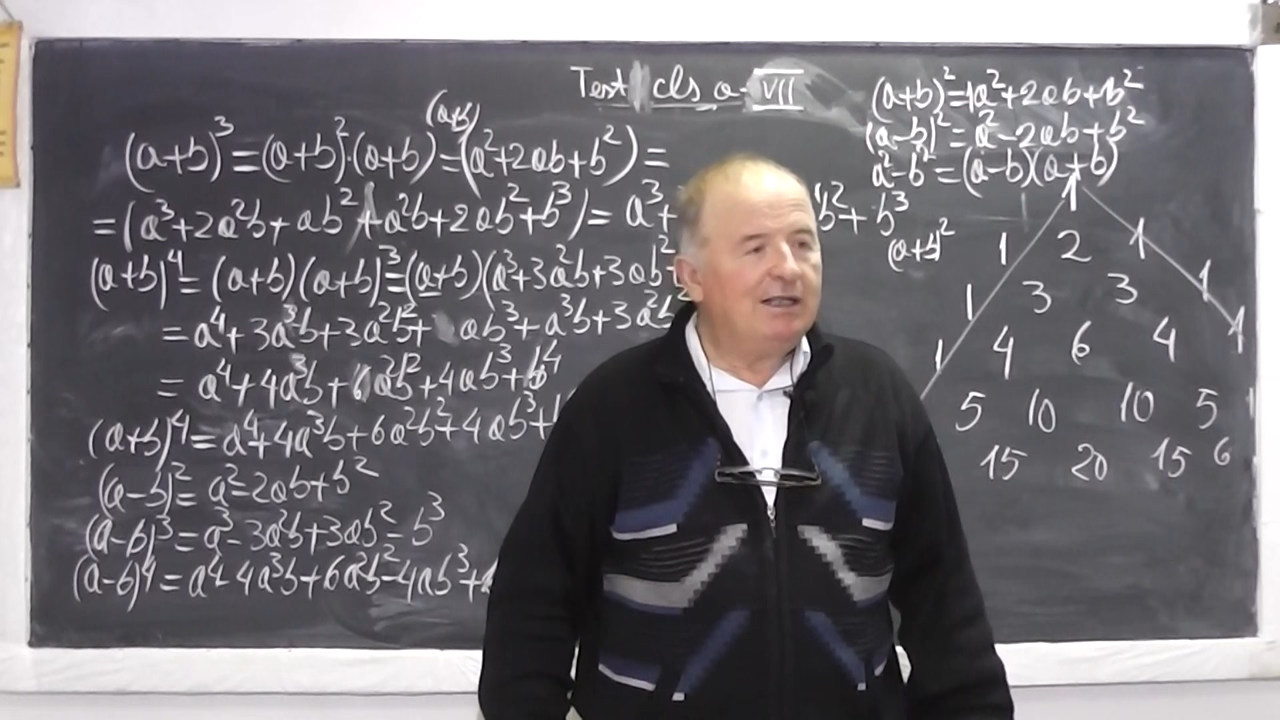 Test cls a VII
(a+b)³=(a+b)²·(a+b)=(a²+2ab+b²)=
(a+b)
=(a³+2a²b+ab²+a²b+2ab²+b³)=a³+ b²+b³
(a+b)⁴=(a+b)(a+b)³=(a+b)(a³+3a²b+3ab²
=a⁴+3a³b+3a²b²+ab³+a³b+3a²b²
=a⁴+4a³b+6a²b²+4ab³+b⁴
(a+b)⁴=a⁴+4a³b+6a²b²+4ab³+
(a-b)²=a²-2ab+b²
(a-b)³=a³-3a²b+3ab²-b³
(a-b)⁴=a⁴-4a³b+6a²b²-4ab³+
(a+b)²=1a²+2ab+b²
(a-b)²=a²-2ab+b²
a²-b²=(a-b)(a+b)
1
(a+b)² 1 2 1
1 3 3 1
1 4 6 4 1
5 10 10 5 1
15 20 15 6